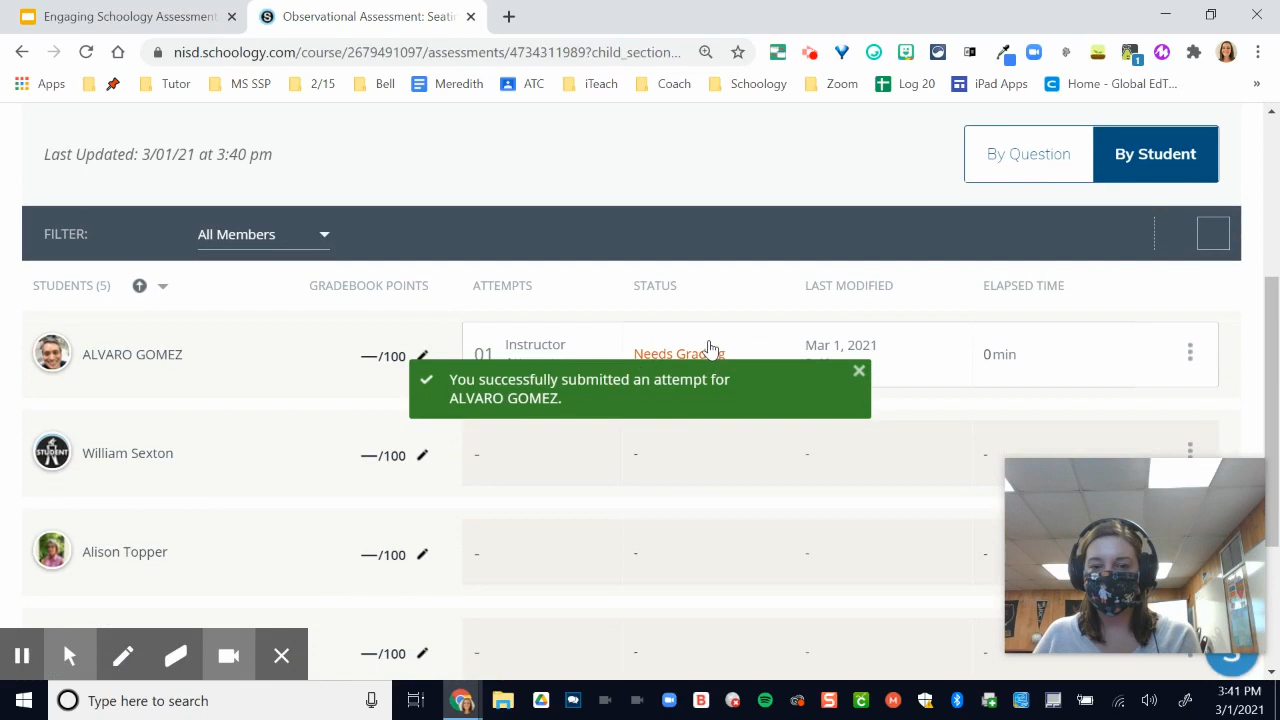 Engaging Schoology Assessment
Observational Assessment: Seati
nisd.schoology.com/course/2679491097/assessments/4734311989?child_section...
1
Apps
Tutor
MS SSP
2/15
Bell
Meredith
ATC
iTeach
Coach
Schoology
Zoom
Log 20
iPad Apps
Home - Global EdT...
»
Last Updated: 3/01/21 at 3:40 pm
By Question
By Student
FILTER:
All Members
STUDENTS (5)
GRADEBOOK POINTS
ATTEMPTS
STATUS
LAST MODIFIED
ELAPSED TIME
ALVARO GOMEZ
—/100
01
Instructor
Needs Grading
Mar 1, 2021
0 min
You successfully submitted an attempt for
ALVARO GOMEZ.
William Sexton
—/100
-
-
-
-
Alison Topper
—/100
-
-
-
-
—/100
-
-
-
-
Type here to search
3:41 PM
3/1/2021